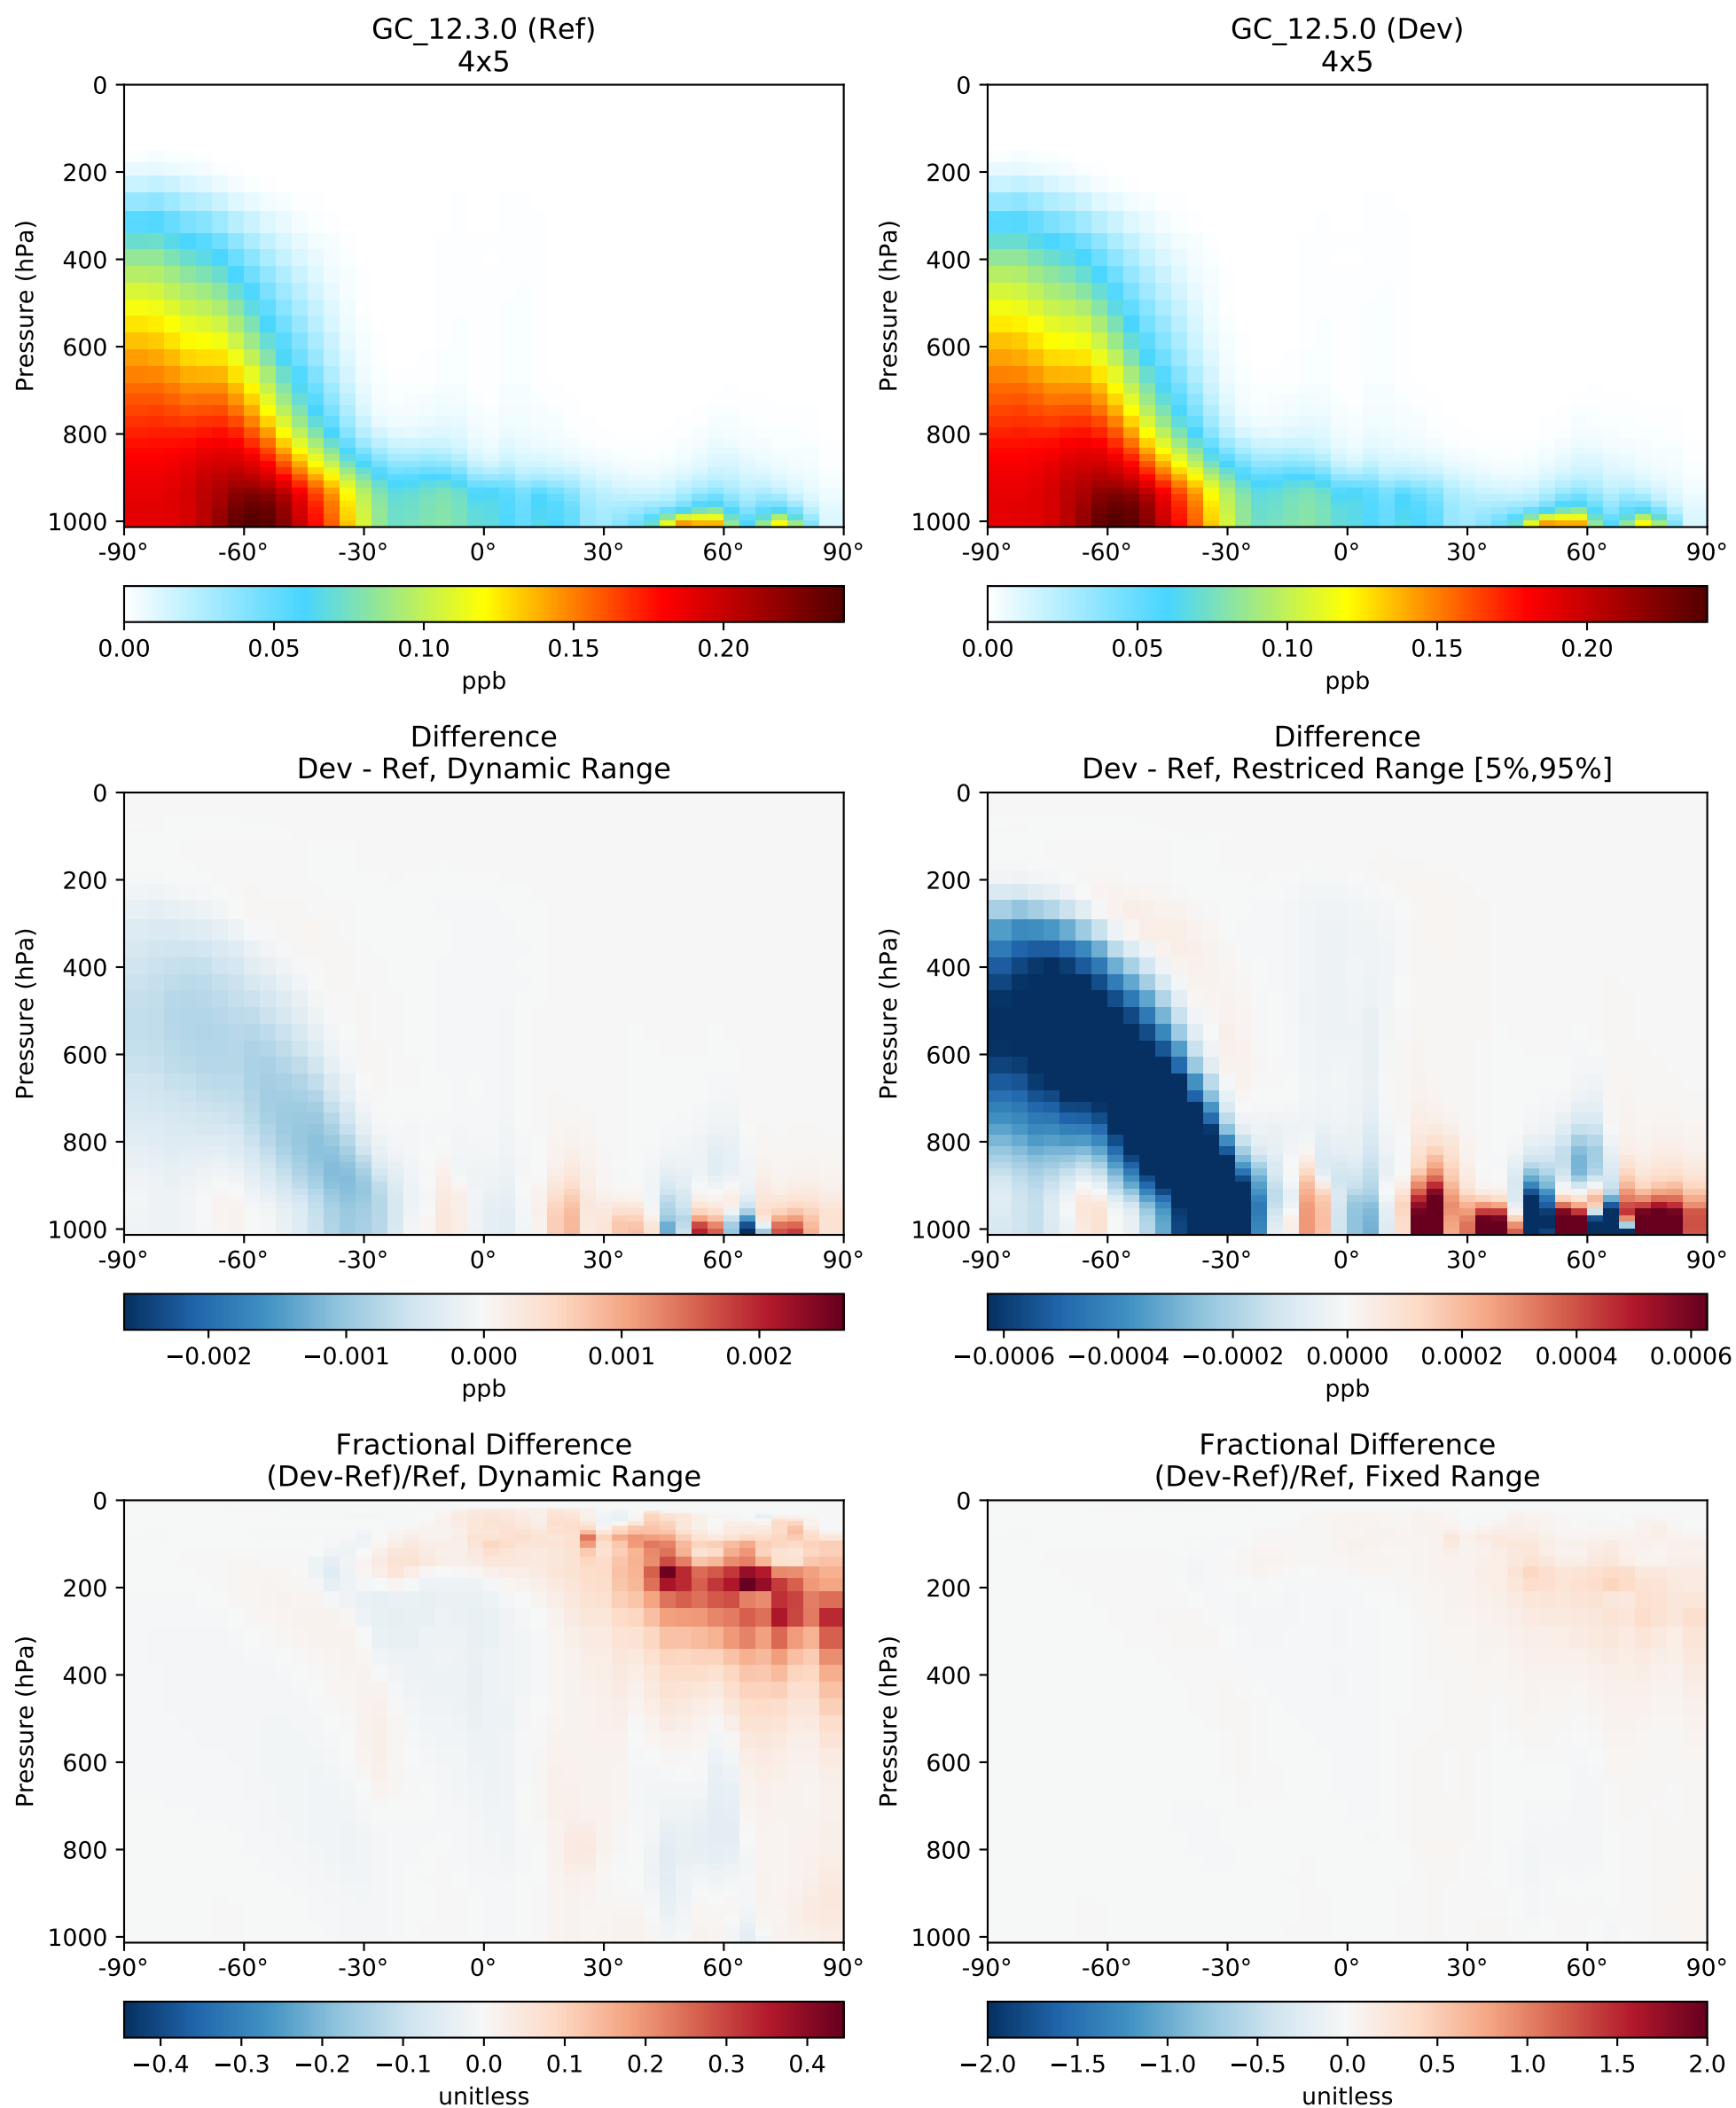 GC_12.3.0 (Ref)
4x5
GC_12.5.0 (Dev)
4x5
Pressure (hPa)
0
200
400
600
800
1000
-90° -60° -30° 0° 30° 60° 90°
0.00 0.05 0.10 0.15 0.20
ppb
Pressure (hPa)
0
200
400
600
800
1000
-90° -60° -30° 0° 30° 60° 90°
0.00 0.05 0.10 0.15 0.20
ppb
Difference
Dev - Ref, Dynamic Range
Difference
Dev - Ref, Restriced Range [5%,95%]
Pressure (hPa)
0
200
400
600
800
1000
-90° -60° -30° 0° 30° 60° 90°
−0.002 −0.001 0.000 0.001 0.002
ppb
Pressure (hPa)
0
200
400
600
800
1000
-90° -60° -30° 0° 30° 60° 90°
−0.0006 −0.0004 −0.0002 0.0000 0.0002 0.0004 0.0006
ppb
Fractional Difference
(Dev-Ref)/Ref, Dynamic Range
Fractional Difference
(Dev-Ref)/Ref, Fixed Range
Pressure (hPa)
0
200
400
600
800
1000
-90° -60° -30° 0° 30° 60° 90°
−0.4 −0.3 −0.2 −0.1 0.0 0.1 0.2 0.3 0.4
unitless
Pressure (hPa)
0
200
400
600
800
1000
-90° -60° -30° 0° 30° 60° 90°
−2.0 −1.5 −1.0 −0.5 0.0 0.5 1.0 1.5 2.0
unitless